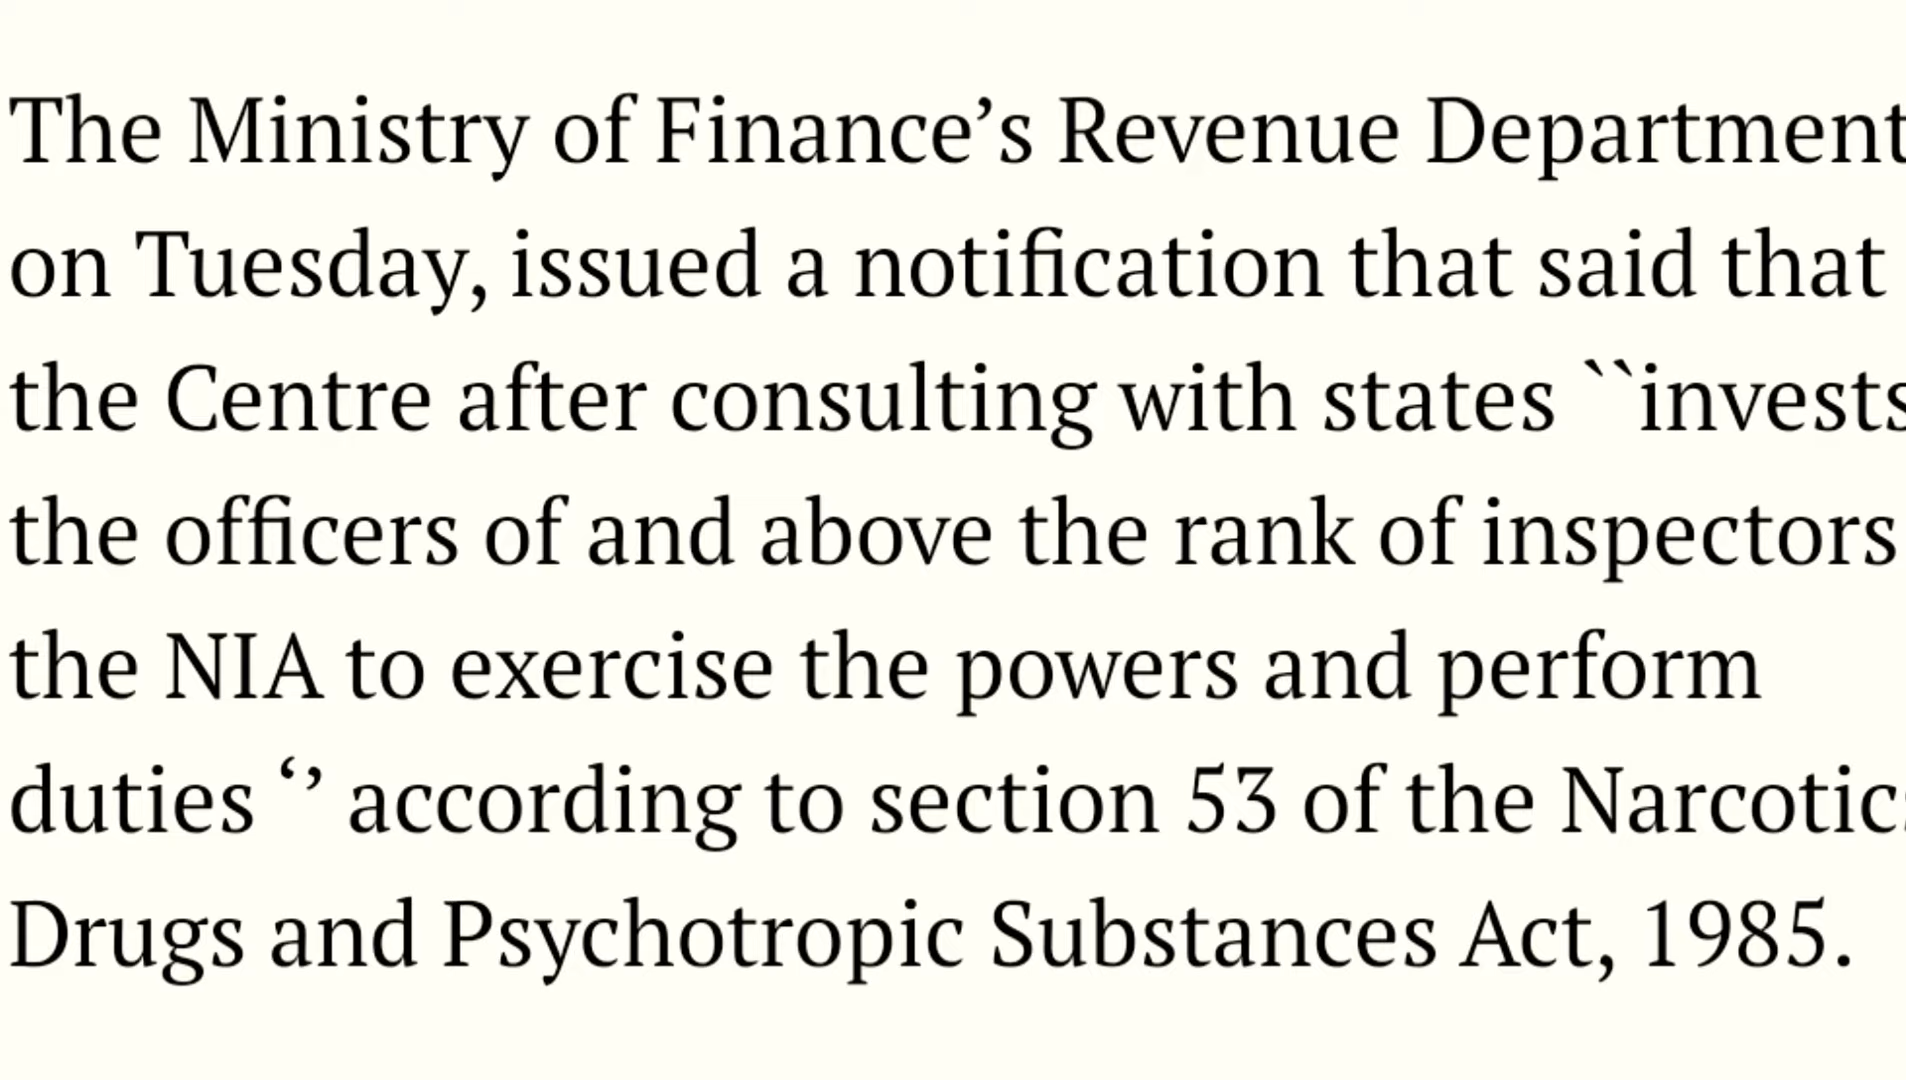 The Ministry of Finance’s Revenue Department
on Tuesday, issued a notification that said that
the Centre after consulting with states ``invests
the officers of and above the rank of inspectors
the NIA to exercise the powers and perform
duties ‘’ according to section 53 of the Narcotics
Drugs and Psychotropic Substances Act, 1985.